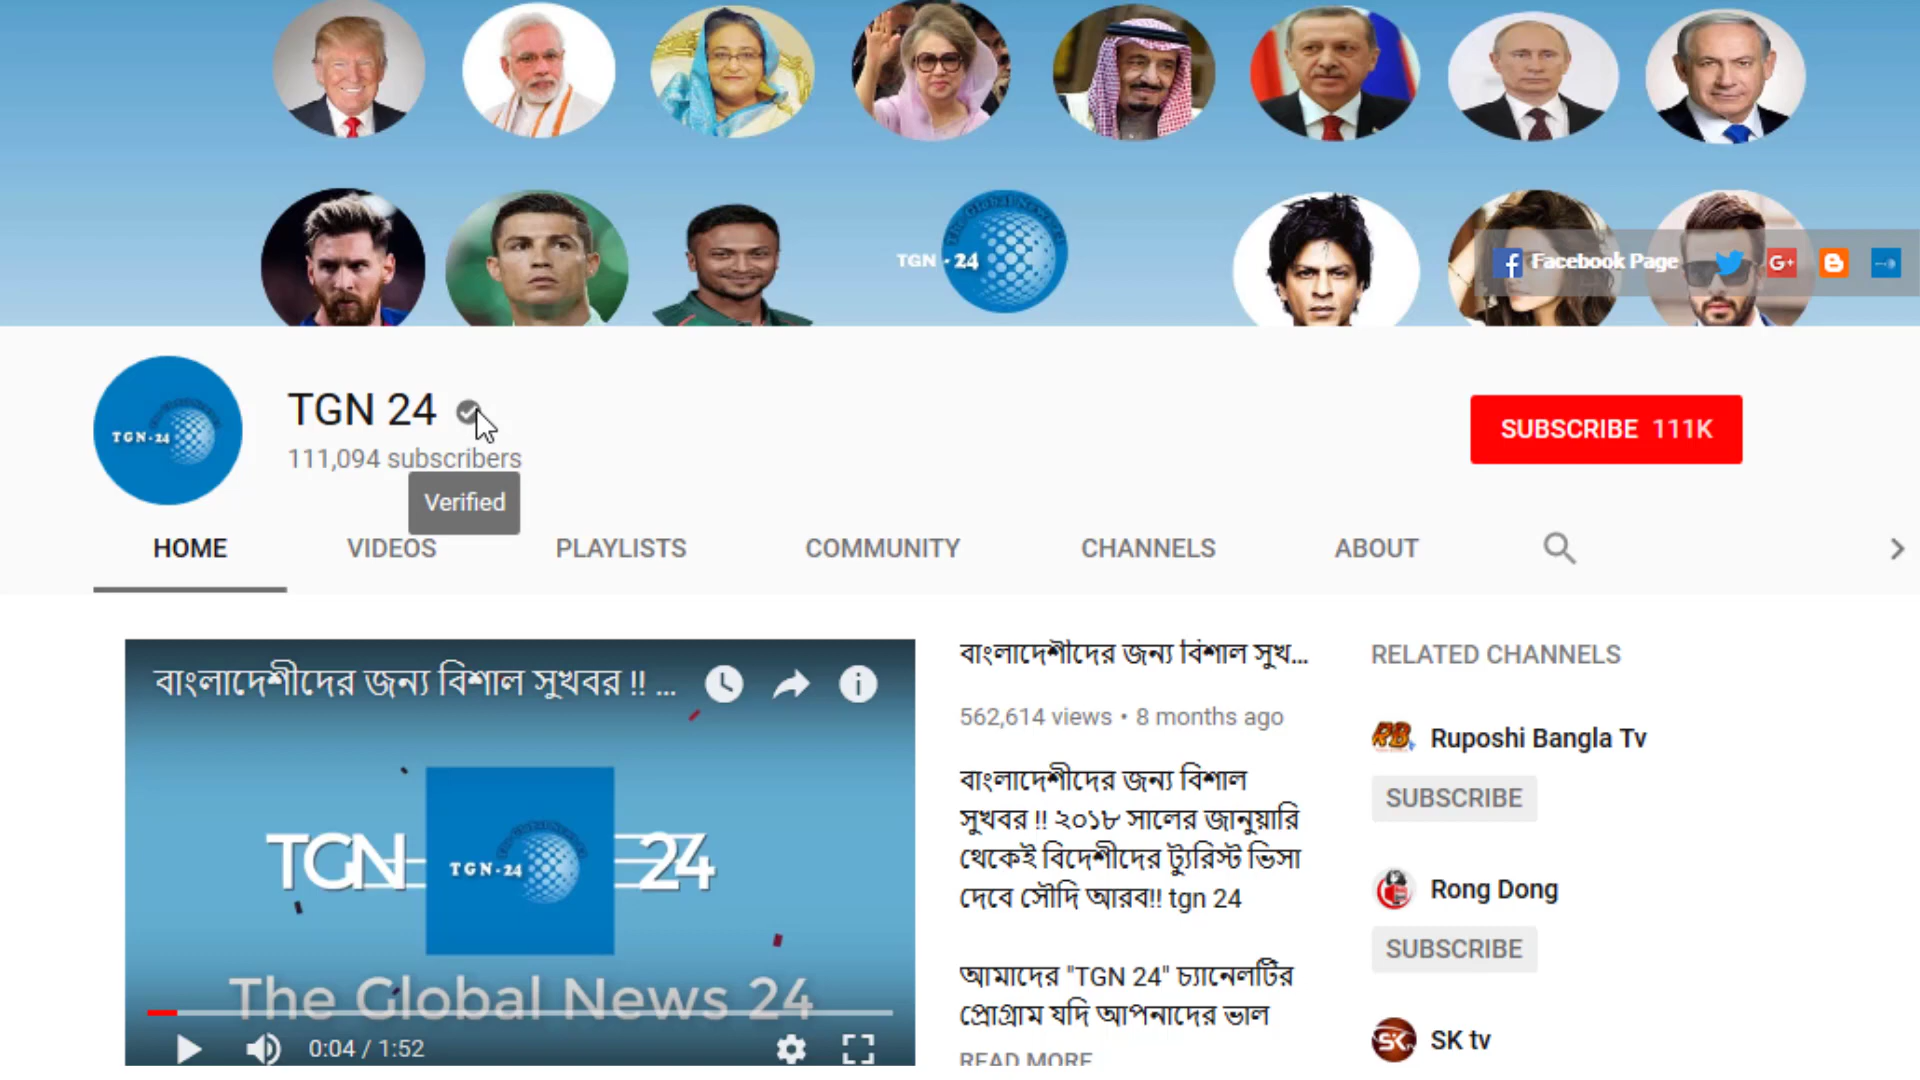 TGN - 24
Facebook Page
G+
TGN-24
TGN 24
111,094 subscribers
SUBSCRIBE 111K
Verified
HOME
VIDEOS
PLAYLISTS
COMMUNITY
CHANNELS
ABOUT
বাংলাদেশীদের জন্য বিশাল সুখবর !! ...
TGN
TGN-24
24
The Global News 24
0:04 / 1:52
বাংলাদেশীদের জন্য বিশাল সুখ...
562,614 views • 8 months ago
বাংলাদেশীদের জন্য বিশাল
সুখবর !! ২০১৮ সালের জানুয়ারি
থেকেই বিদেশীদের ট্যুরিস্ট ভিসা
দেবে সৌদি আরব!! tgn 24
আমাদের "TGN 24" চ্যানেলটির
প্রোগ্রাম যদি আপনাদের ভাল
READ MORE
RELATED CHANNELS
RB
Ruposhi Bangla Tv
SUBSCRIBE
Rong Dong
SUBSCRIBE
SK
SK tv